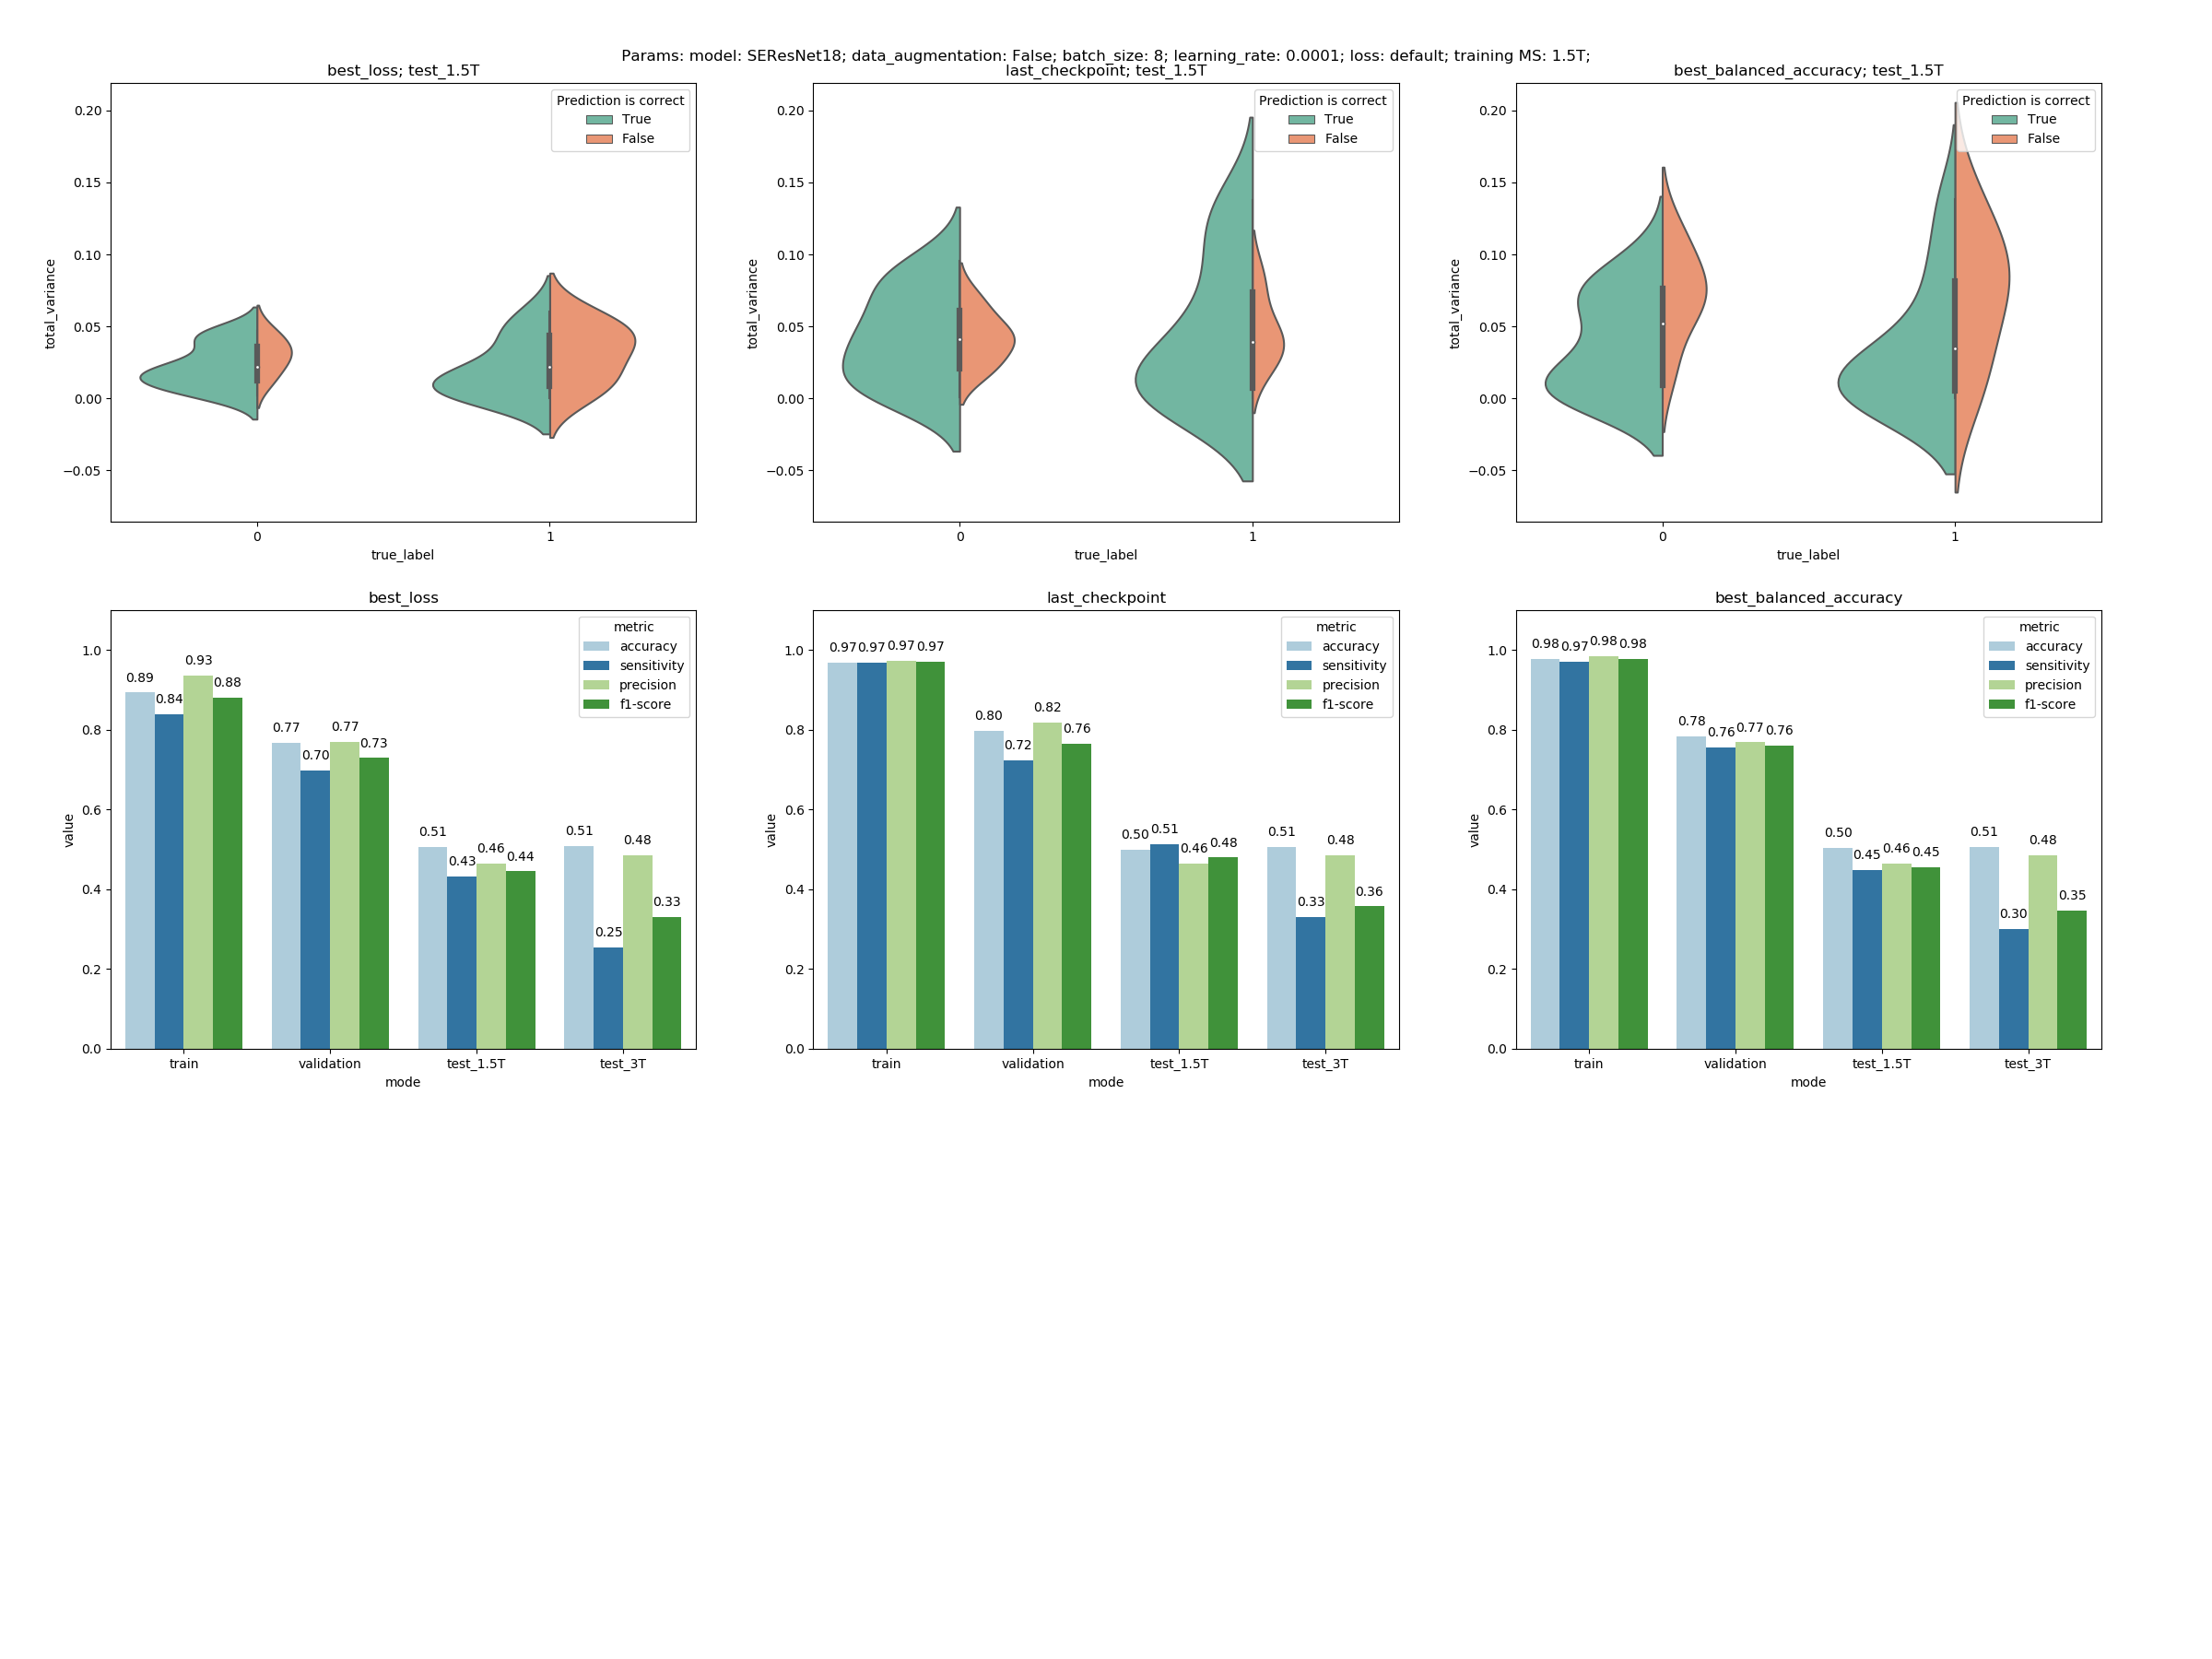 Params: model: SEResNet18; data_augmentation: False; batch_size: 8; learning_rate: 0.0001; loss: default; training MS: 1.5T;
best_loss; test_1.5T
total_variance
0.20
0.15
0.10
0.05
0.00
−0.05
Prediction is correct
True
False
0 1
true_label
last_checkpoint; test_1.5T
total_variance
0.20
0.15
0.10
0.05
0.00
−0.05
Prediction is correct
True
False
0 1
true_label
best_balanced_accuracy; test_1.5T
total_variance
0.20
0.15
0.10
0.05
0.00
−0.05
Prediction is correct
True
False
0 1
true_label
best_loss
value
1.0
0.8
0.6
0.4
0.2
0.0
metric
accuracy
sensitivity
precision
f1-score
0.89 0.84 0.93 0.88
0.77 0.70 0.77 0.73
0.51 0.43 0.46 0.44
0.51 0.25 0.48 0.33
train validation test_1.5T test_3T
mode
last_checkpoint
value
1.0
0.8
0.6
0.4
0.2
0.0
metric
accuracy
sensitivity
precision
f1-score
0.97 0.97 0.97 0.97
0.80 0.72 0.82 0.76
0.50 0.51 0.46 0.48
0.51 0.33 0.48 0.36
train validation test_1.5T test_3T
mode
best_balanced_accuracy
value
1.0
0.8
0.6
0.4
0.2
0.0
metric
accuracy
sensitivity
precision
f1-score
0.98 0.97 0.98 0.98
0.78 0.76 0.77 0.76
0.50 0.45 0.46 0.45
0.51 0.30 0.48 0.35
train validation test_1.5T test_3T
mode